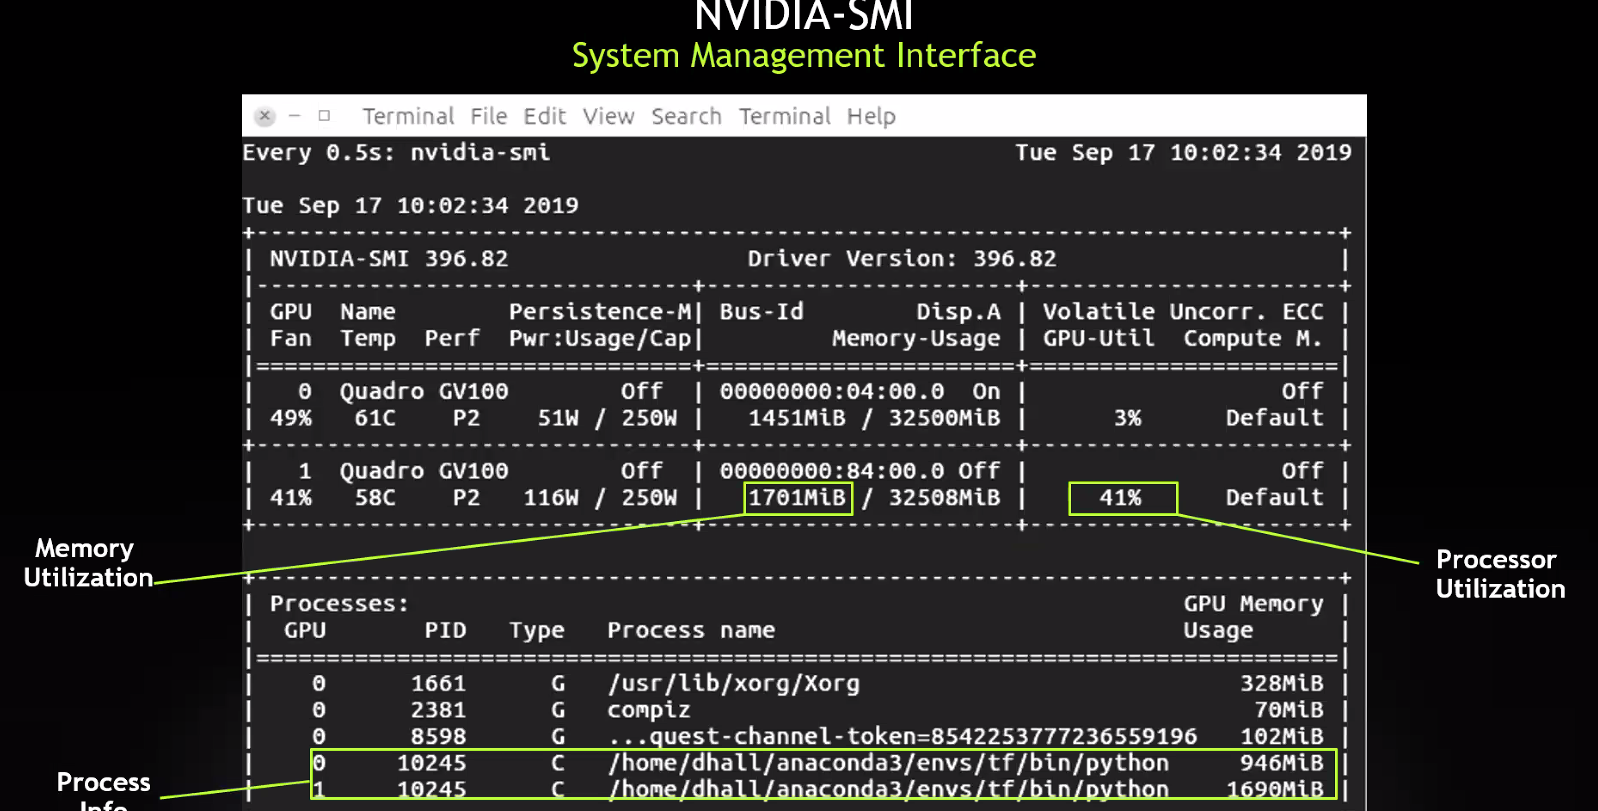 NVIDIA-SMI
System Management Interface
Terminal File Edit View Search Terminal Help
Every 0.5s: nvidia-smi Tue Sep 17 10:02:34 2019
Tue Sep 17 10:02:34 2019
NVIDIA-SMI 396.82 Driver Version: 396.82
GPU Name Persistence-M| Bus-Id Disp.A | Volatile Uncorr. ECC
Fan Temp Perf Pwr:Usage/Cap| Memory-Usage | GPU-Util Compute M.
0 Quadro GV100 Off | 00000000:04:00.0 On | Off
49% 61C P2 51W / 250W | 1451MiB / 32500MiB | 3% Default
1 Quadro GV100 Off | 00000000:84:00.0 Off | Off
41% 58C P2 116W / 250W | 1701MiB / 32508MiB | 41% Default
Memory
Utilization
Processor
Utilization
Processes: GPU Memory
GPU PID Type Process name Usage
0 1661 G /usr/lib/xorg/Xorg 328MiB
0 2381 G compiz 70MiB
0 8598 G ...quest-channel-token=8542253777236559196 102MiB
0 10245 C /home/dhall/anaconda3/envs/tf/bin/python 946MiB
1 10245 C /home/dhall/anaconda3/envs/tf/bin/python 1690MiB
Process
Info